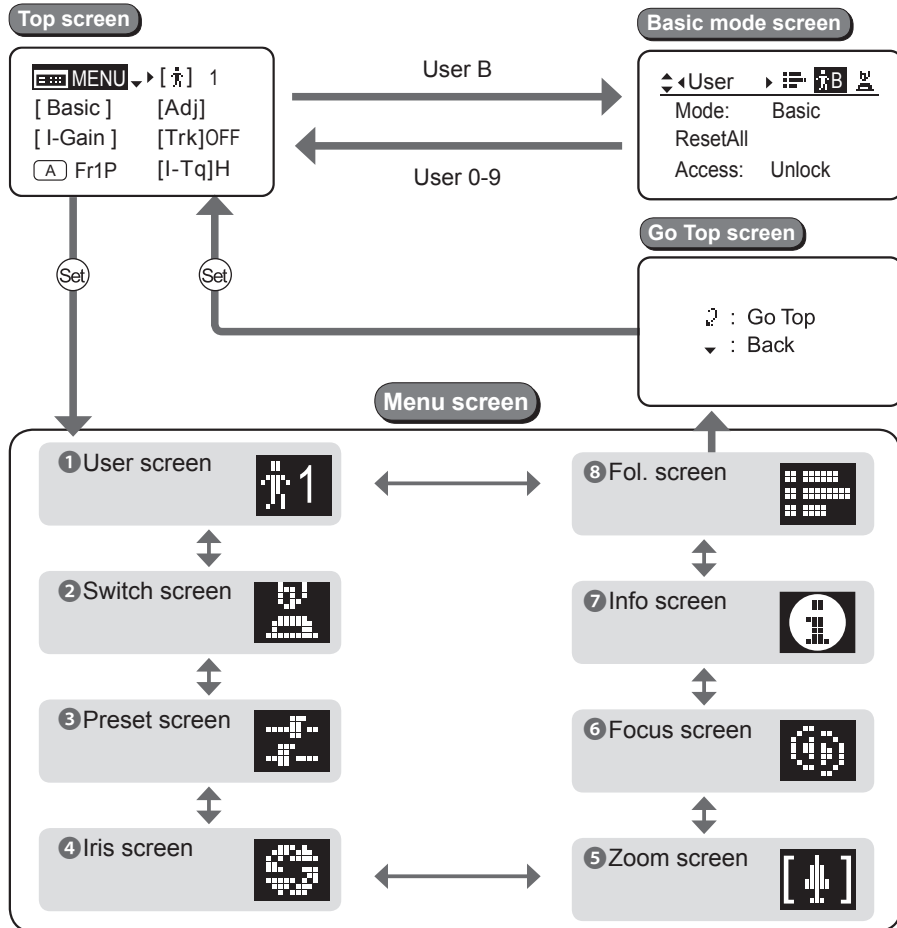 Top screen
MENU [ ] 1
[ Basic ] [Adj]
[ I-Gain ] [Trk]OFF
A Fr1P [I-Tq]H
User B
User 0-9
Basic mode screen
User B
Mode: Basic
ResetAll
Access: Unlock
Go Top screen
: Go Top
: Back
Set
Set
Menu screen
❶User screen
1
❷Switch screen
❸Preset screen
❹Iris screen
❽Fol. screen
❼Info screen
i
❻Focus screen
❺Zoom screen